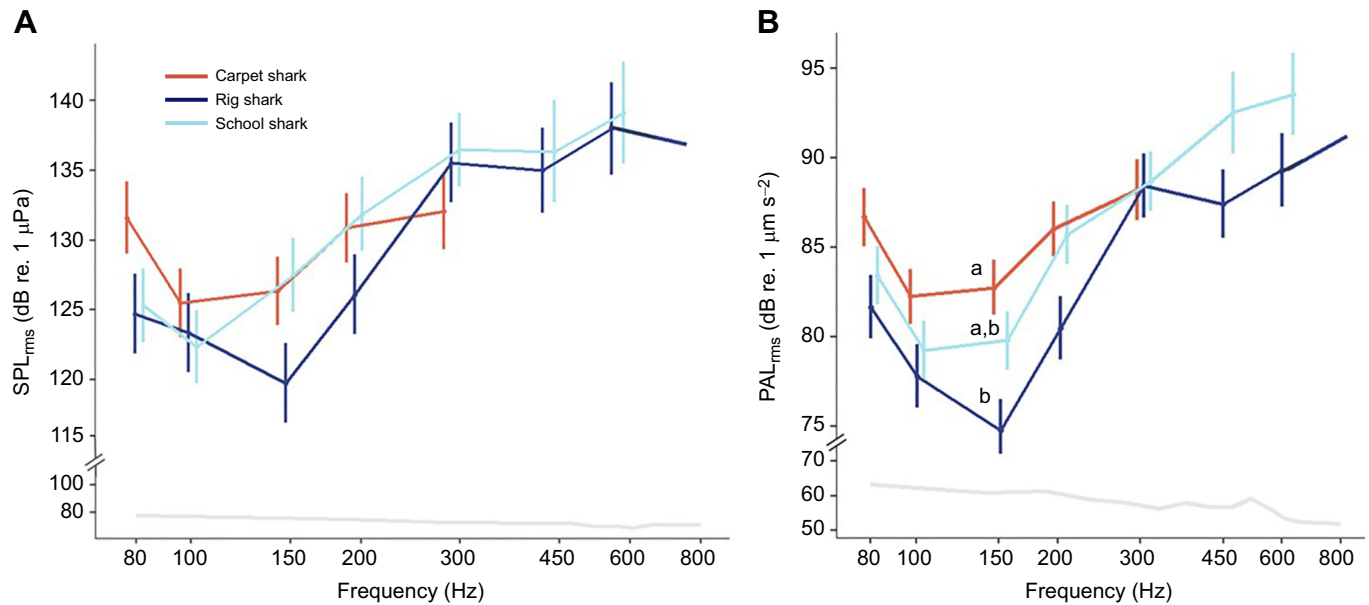 A
SPLrms (dB re. 1 μPa)
140
135
130
125
120
115
100
80
Carpet shark
Rig shark
School shark
80 100 150 200 300 450 600 800
Frequency (Hz)
B
PALrms (dB re. 1 μm s−2)
95
90
85
80
75
70
60
50
a
a,b
b
80 100 150 200 300 450 600 800
Frequency (Hz)